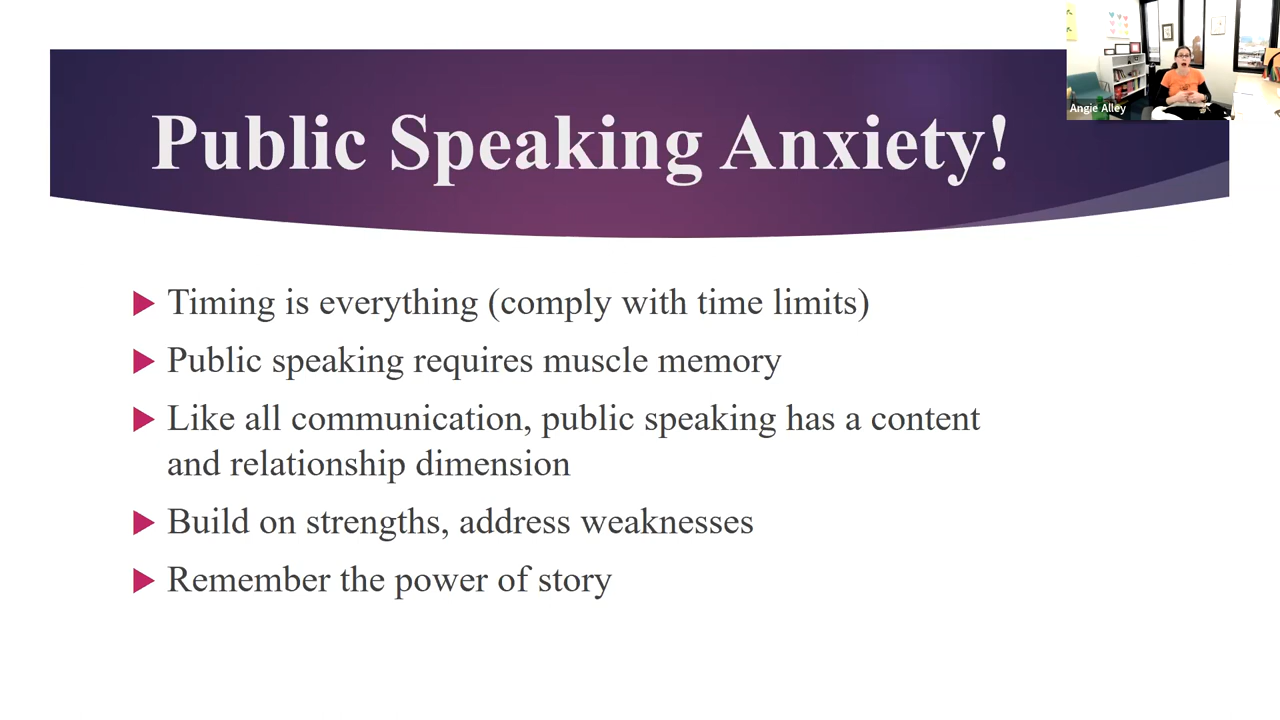 Public Speaking Anxiety!
Angie Alley
Timing is everything (comply with time limits)
Public speaking requires muscle memory
Like all communication, public speaking has a content
and relationship dimension
Build on strengths, address weaknesses
Remember the power of story